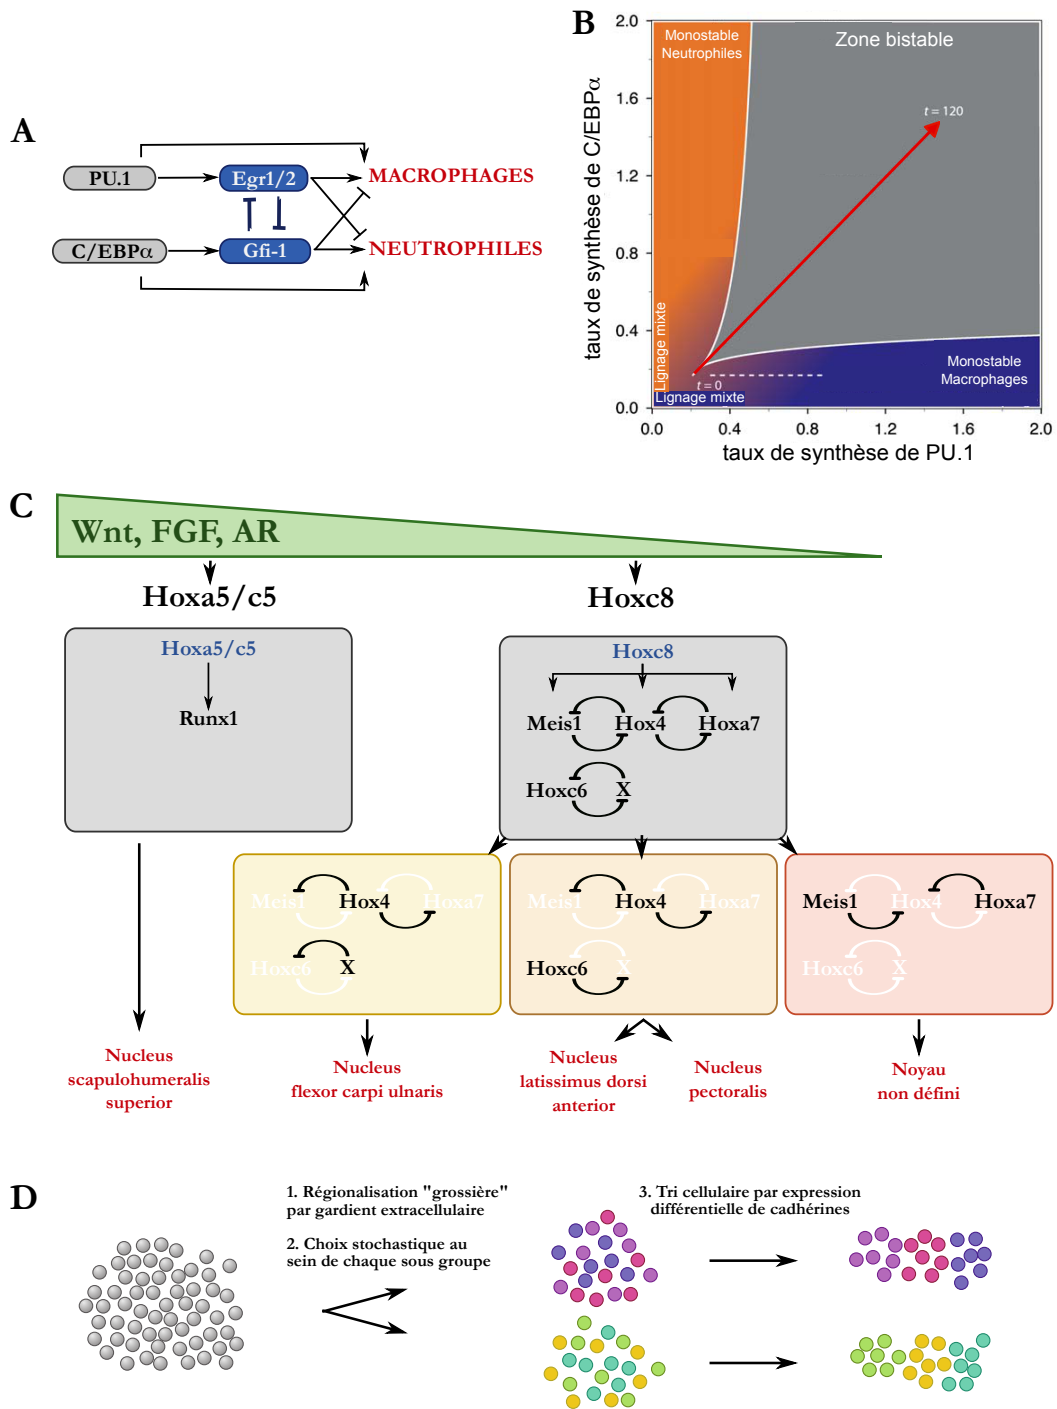 A
PU.1
Egr1/2
MACROPHAGES
C/EBPα
Gfi-1
NEUTROPHILES
B
taux de synthèse de C/EBPα
2.0
1.6
1.2
0.8
0.4
0.0
Monostable
Neutrophiles
Zone bistable
t = 120
Lignage mixte
t = 0
Lignage mixte
Monostable
Macrophages
0.0
0.4
0.8
1.2
1.6
2.0
taux de synthèse de PU.1
C
Wnt, FGF, AR
Hoxa5/c5
Hoxc8
Hoxa5/c5
Runx1
Hoxc8
Meis1
Hox4
Hoxa7
Hoxc6
X
Meis1
Hox4
Hoxa7
Hoxc6
X
Meis1
Hox4
Hoxa7
Hoxc6
X
Meis1
Hox4
Hoxa7
Hoxc6
X
Nucleus
scapulohumeralis
superior
Nucleus
flexor carpi ulnaris
Nucleus
latissimus dorsi
anterior
Nucleus
pectoralis
Noyau
non défini
D
1. Régionalisation "grossière"
par gardient extracellulaire
2. Choix stochastique au
sein de chaque sous groupe
3. Tri cellulaire par expression
différentielle de cadhérines